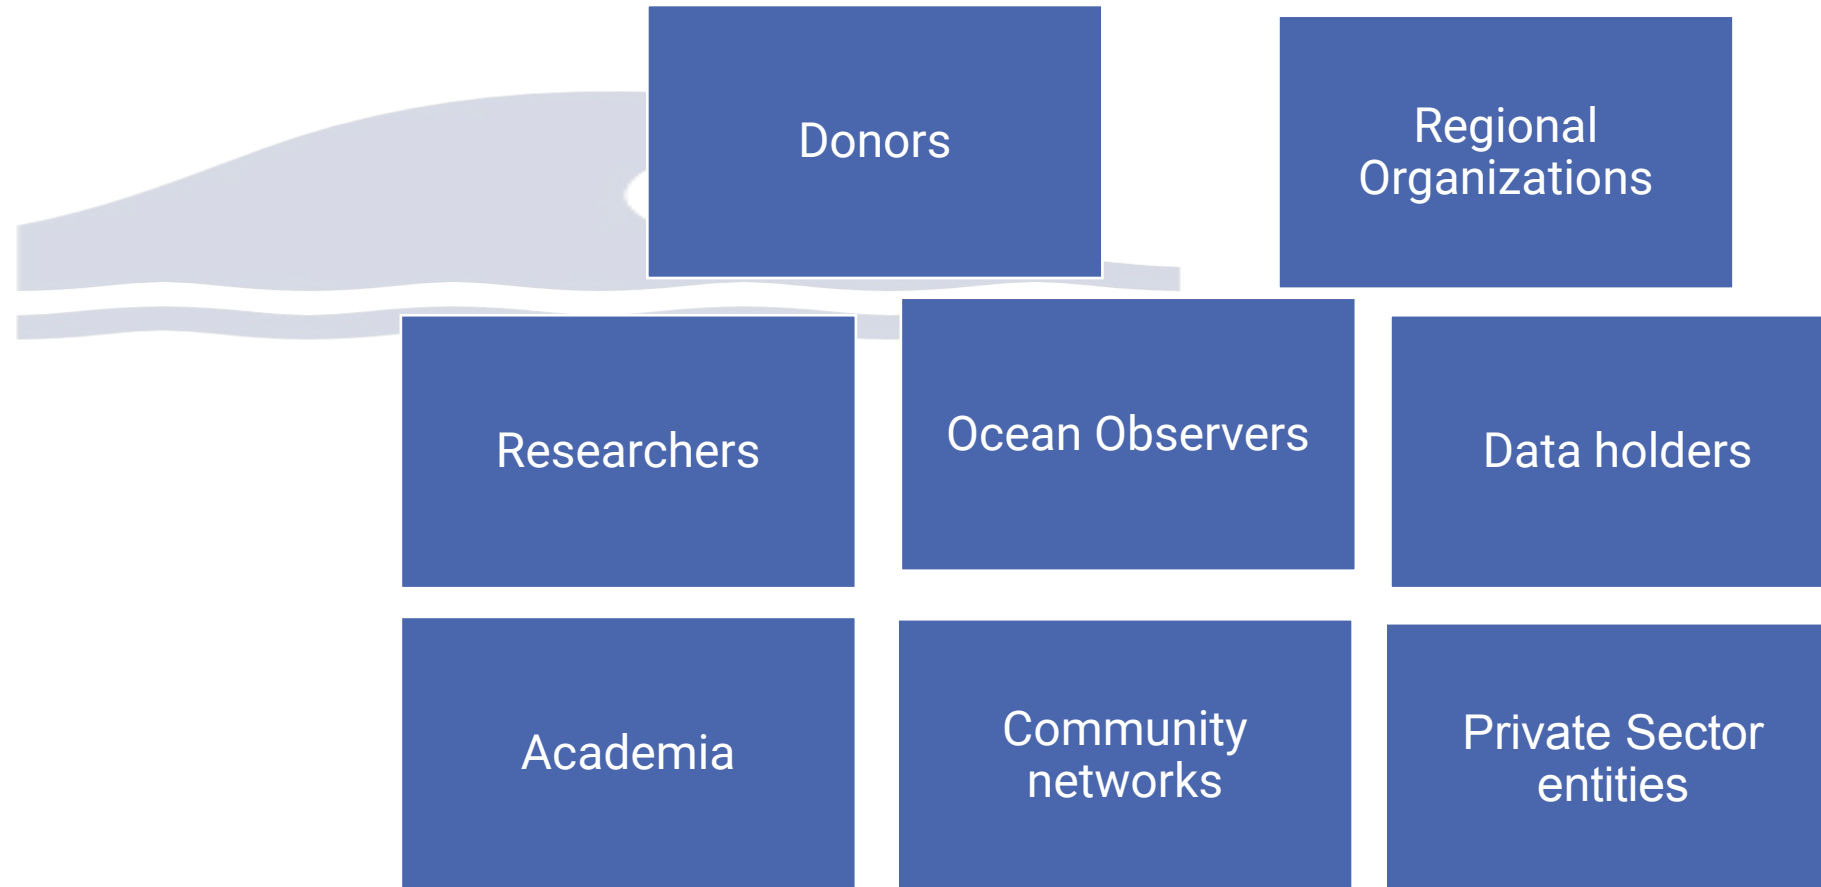 Donors
Regional
Organizations
Researchers
Ocean Observers
Data holders
Academia
Community
networks
Private Sector
entities